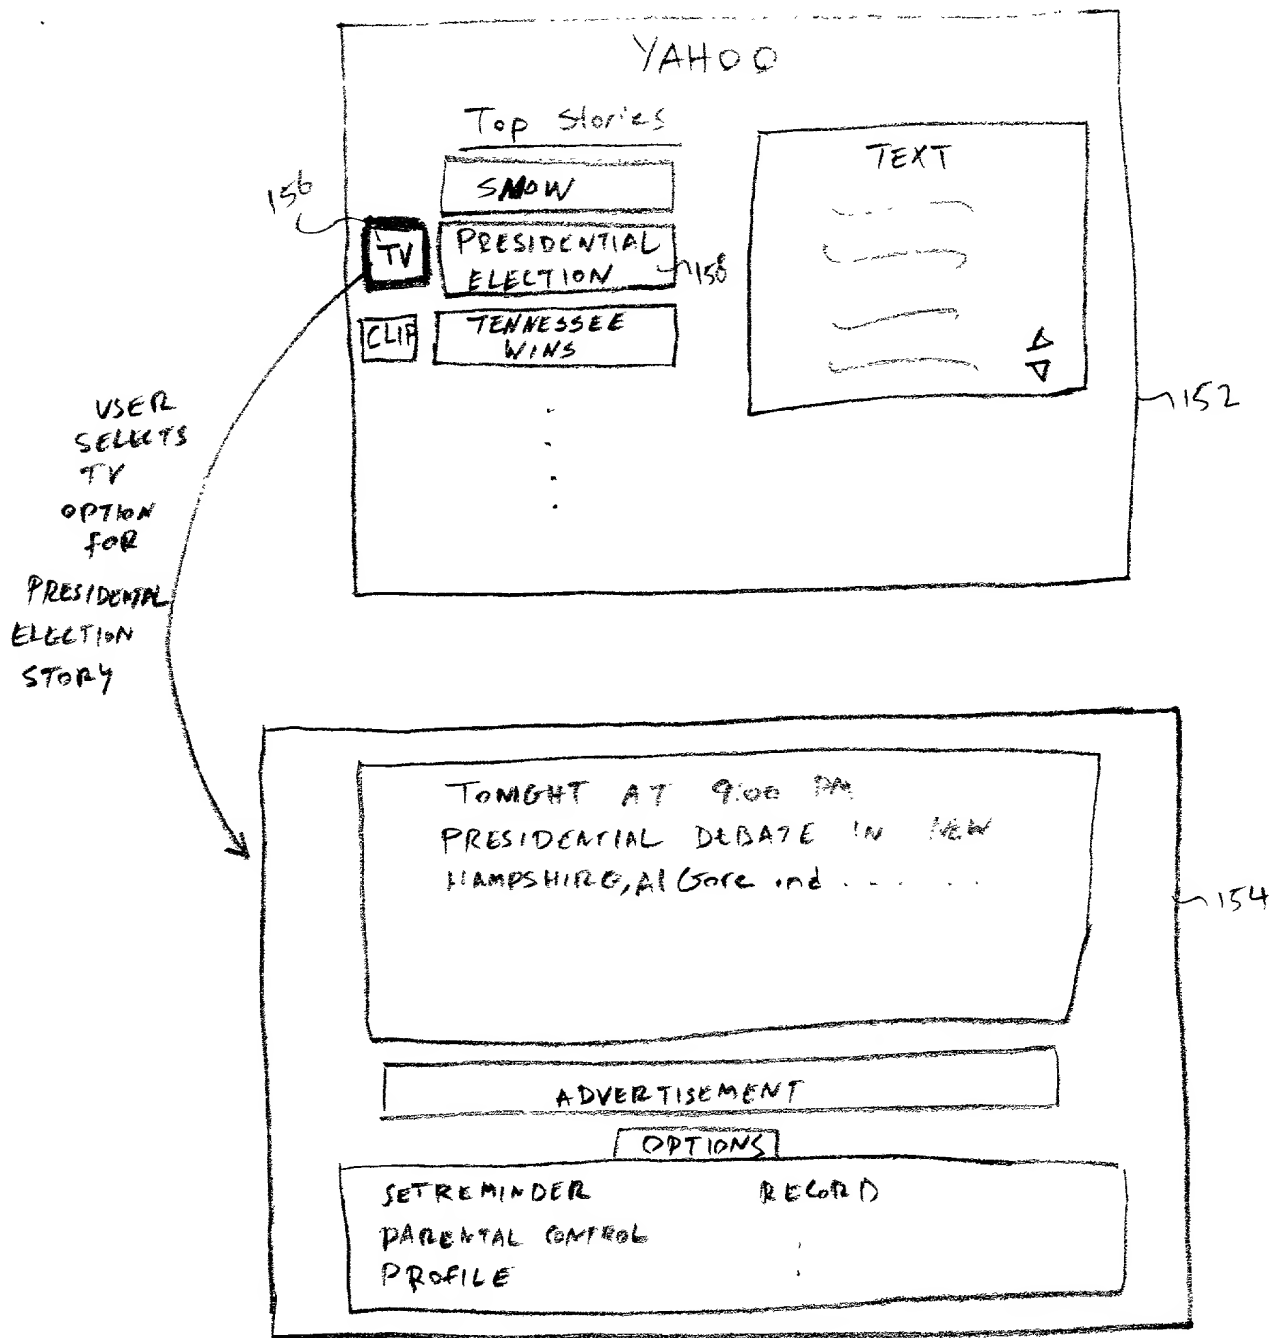 YAHOO
Top Stories
TEXT
SNOW
156
TV
PRESIDENTIAL
ELECTION
158
CLIP
TENNESSEE
WINS
152
USER
SELECTS
TV
OPTION
FOR
PRESIDENTAL
ELECTION
STORY
TONIGHT AT 9:00 PM
PRESIDENTIAL DEBATE IN NEW
HAMPSHIRE, Al Gore and . . . . .
154
ADVERTISEMENT
OPTIONS
SET REMINDER RECORD
PARENTAL CONTROL
PROFILE